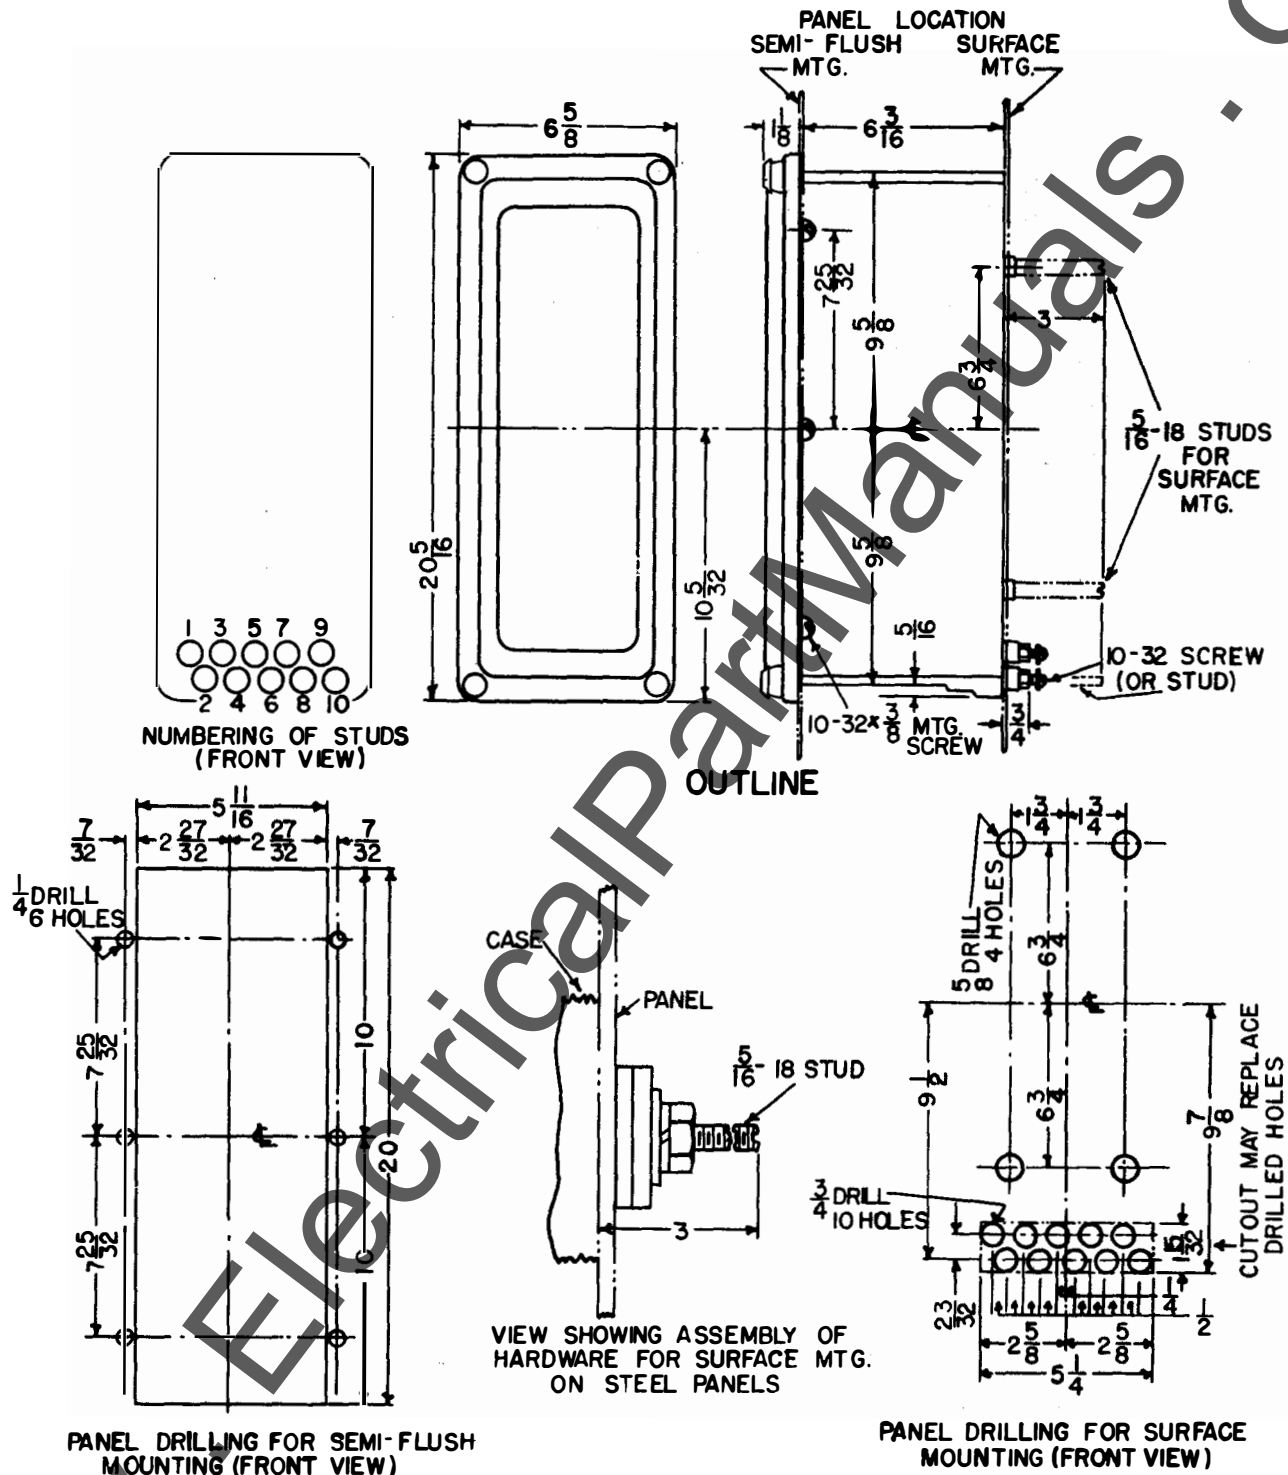 PANEL LOCATION
SEMI-FLUSH MTG.
SURFACE MTG.
6 5/8
1 1/8
6 3/16
20 5/16
10 5/32
7 25/32
9 5/8
9 5/8
6 3/4
3
5/16-18 STUDS
FOR
SURFACE
MTG.
5/16
10-32 SCREW
(OR STUD)
10-32 x 3/8 MTG.
SCREW
3/4
1 3 5 7 9
2 4 6 8 10
NUMBERING OF STUDS
(FRONT VIEW)
OUTLINE
5 11/16
7/32
2 27/32
2 27/32
7/32
1/4 DRILL
6 HOLES
7 25/32
7 25/32
10
10
20
PANEL DRILLING FOR SEMI-FLUSH
MOUNTING (FRONT VIEW)
CASE
PANEL
5/16-18 STUD
3
VIEW SHOWING ASSEMBLY OF
HARDWARE FOR SURFACE MTG.
ON STEEL PANELS
1 3/4
1 3/4
5/8 DRILL
4 HOLES
6 3/4
6 3/4
9 1/2
9 7/8
CUTOUT MAY REPLACE
DRILLED HOLES
3/4 DRILL
10 HOLES
1 5/32
23/32
1/4
1/2
2 5/8
2 5/8
5 1/4
PANEL DRILLING FOR SURFACE
MOUNTING (FRONT VIEW)
ElectricalPartManuals .